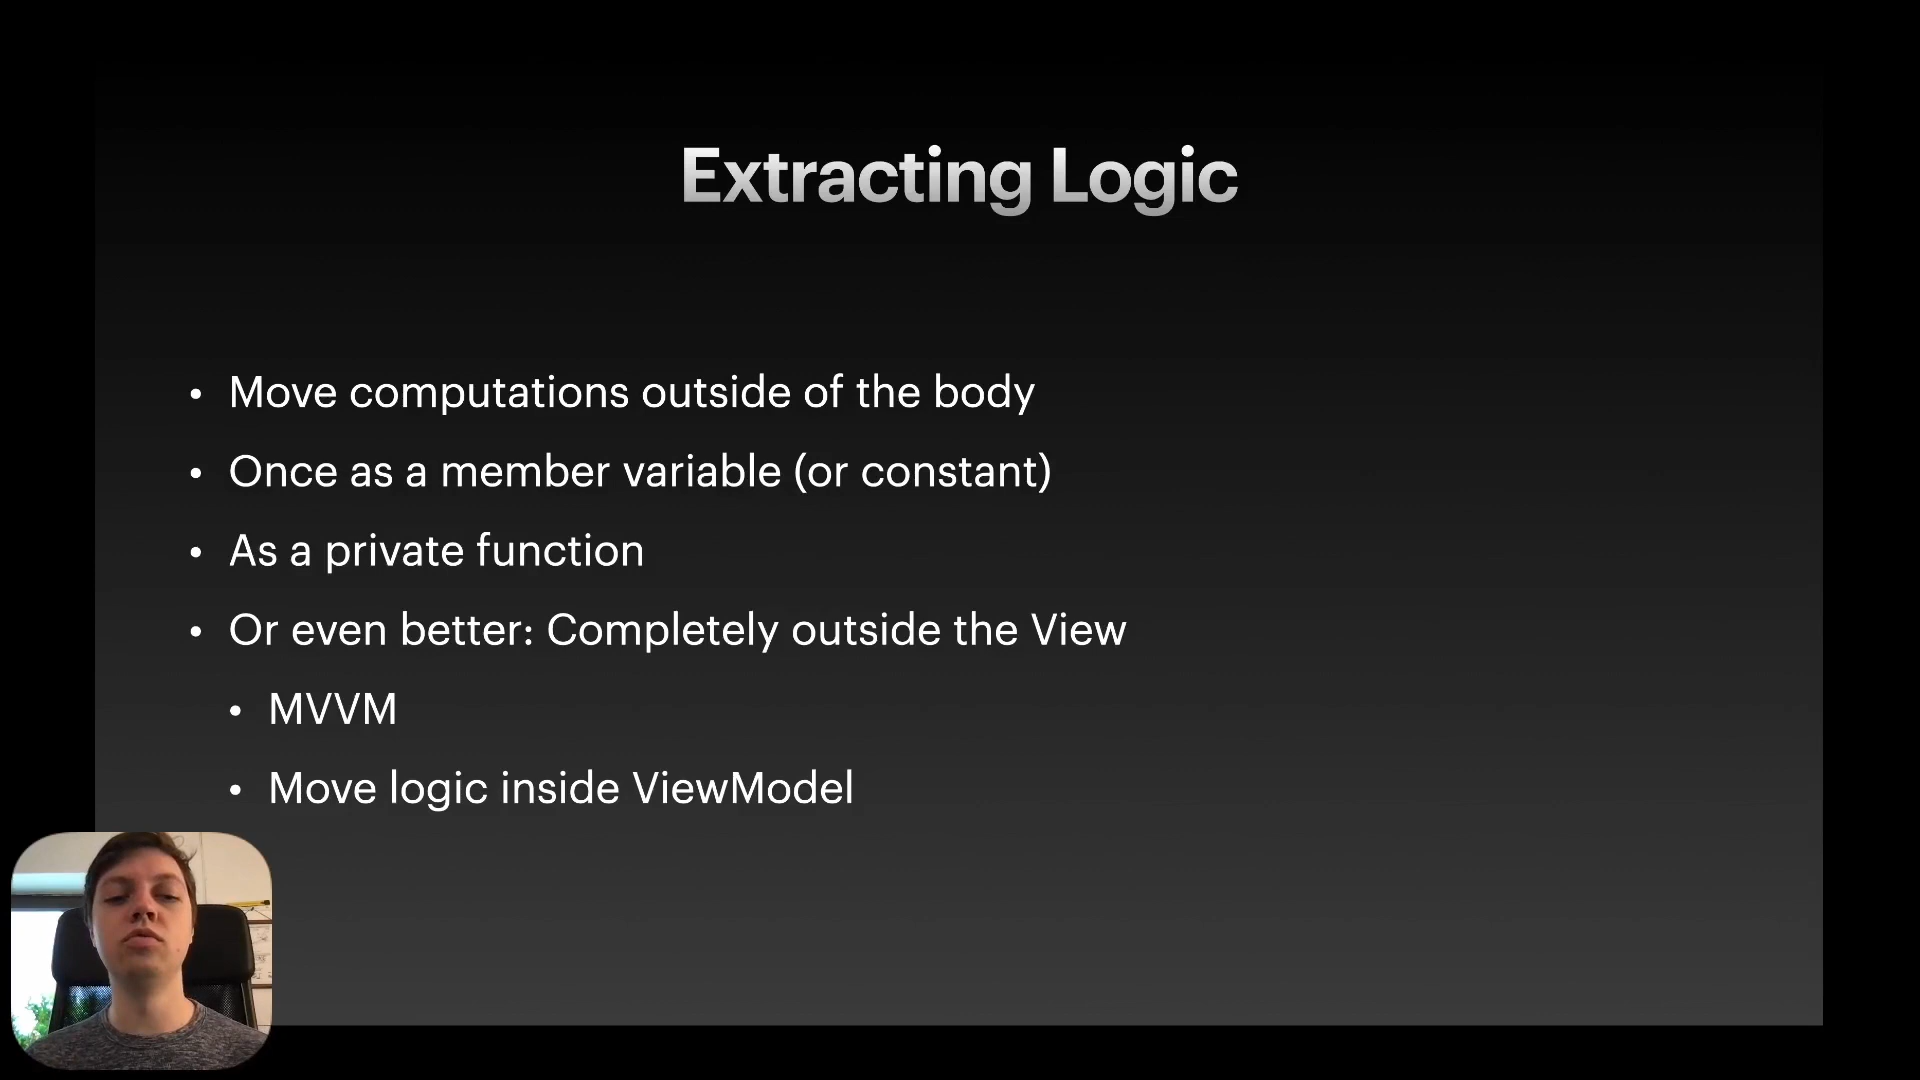 Extracting Logic
• Move computations outside of the body
• Once as a member variable (or constant)
• As a private function
• Or even better: Completely outside the View
• MVVM
• Move logic inside ViewModel